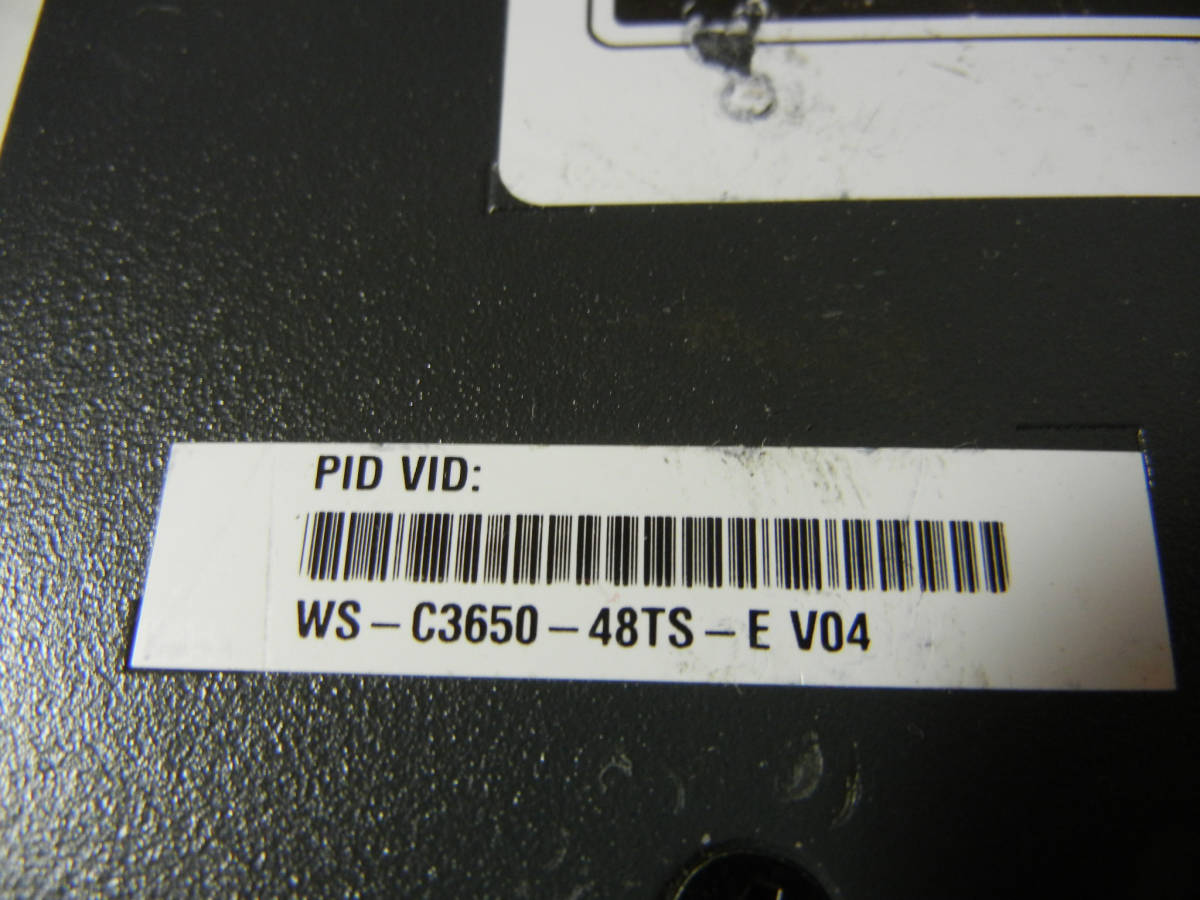 PID VID:
WS-C3650-48TS-E V04